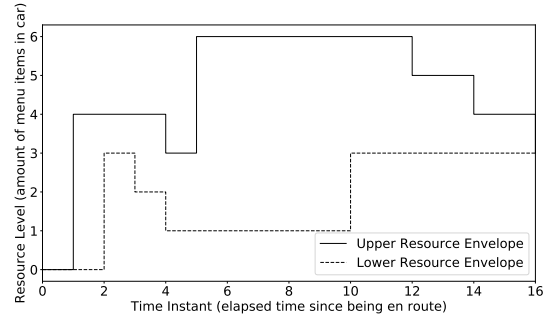 Resource Level (amount of menu items in car)
6
5
4
3
2
1
0
0 2 4 6 8 10 12 14 16
Time Instant (elapsed time since being en route)
Upper Resource Envelope
Lower Resource Envelope